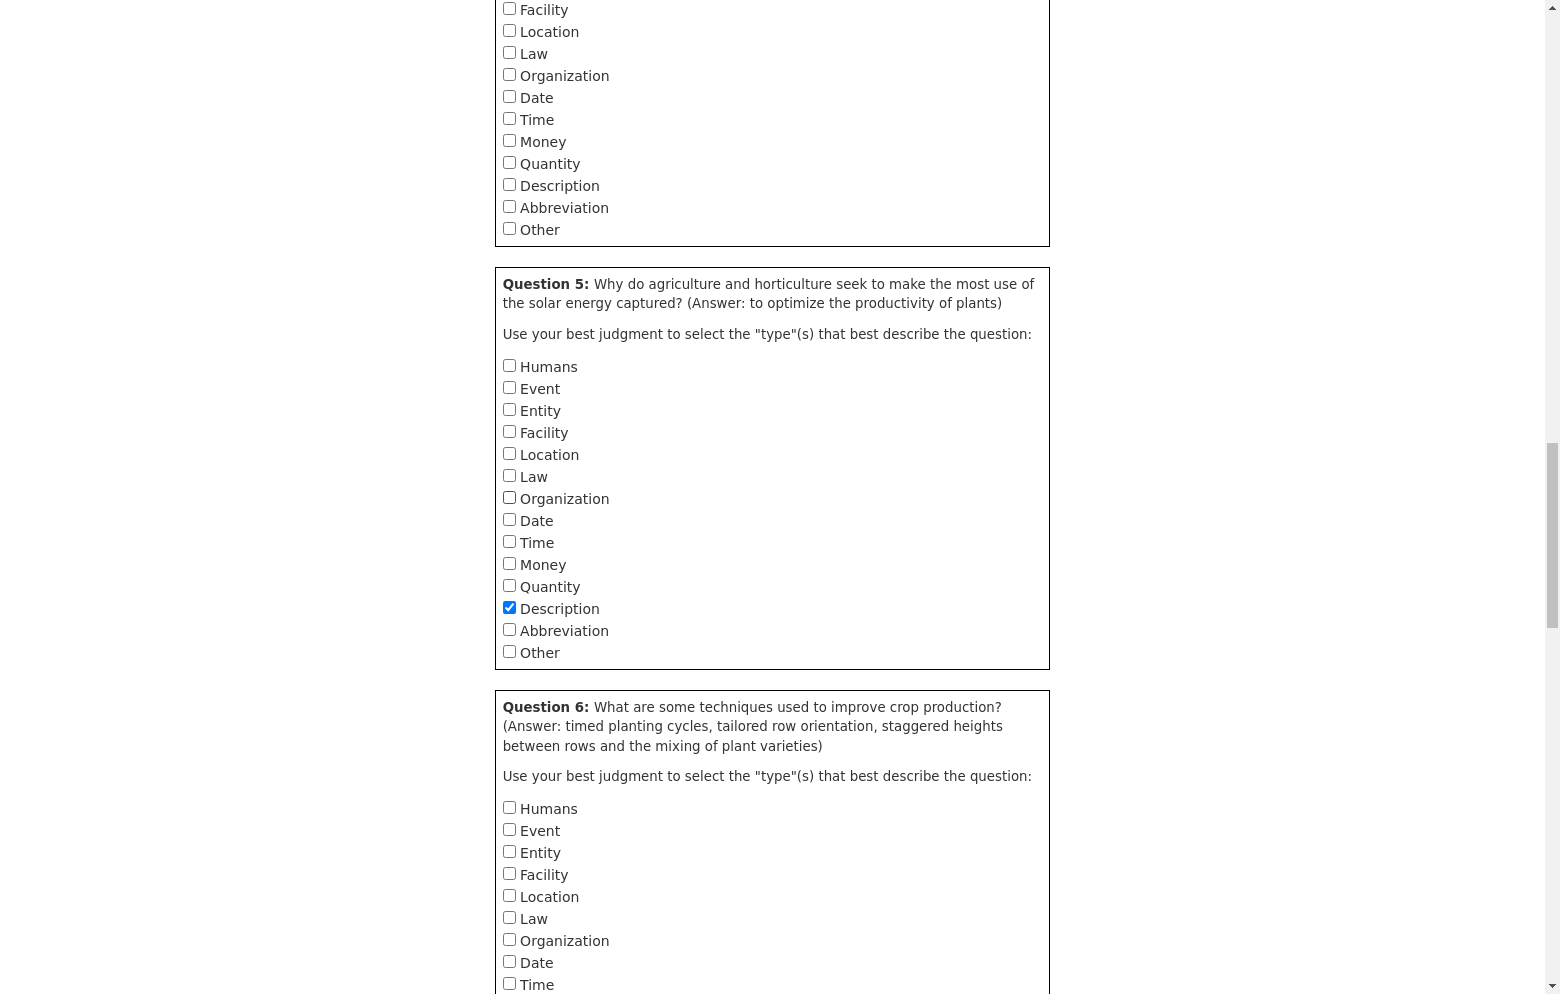 Facility
Location
Law
Organization
Date
Time
Money
Quantity
Description
Abbreviation
Other
Question 5: Why do agriculture and horticulture seek to make the most use of
the solar energy captured? (Answer: to optimize the productivity of plants)
Use your best judgment to select the "type"(s) that best describe the question:
Humans
Event
Entity
Facility
Location
Law
Organization
Date
Time
Money
Quantity
Description
Abbreviation
Other
Question 6: What are some techniques used to improve crop production?
(Answer: timed planting cycles, tailored row orientation, staggered heights
between rows and the mixing of plant varieties)
Use your best judgment to select the "type"(s) that best describe the question:
Humans
Event
Entity
Facility
Location
Law
Organization
Date
Time